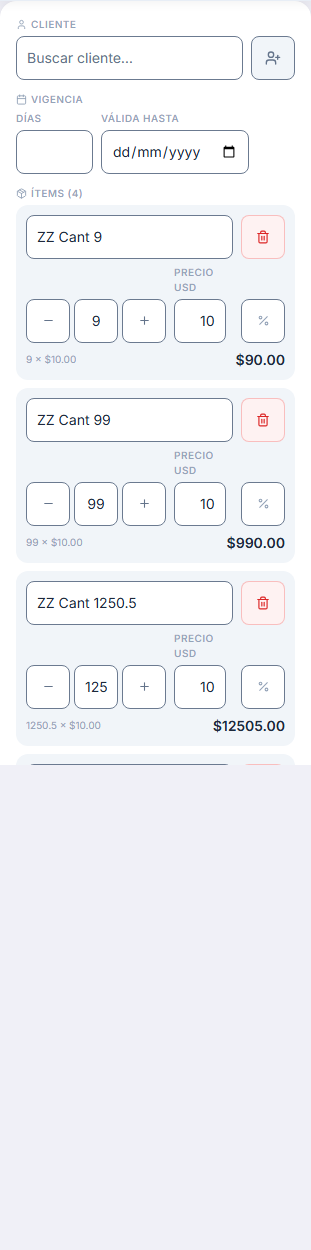 CLIENTE
Buscar cliente...
VIGENCIA
DÍAS VÁLIDA HASTA
dd/mm/yyyy
ÍTEMS (4)
ZZ Cant 9
PRECIO
USD
− 9 + 10 %
9 × $10.00 $90.00
ZZ Cant 99
PRECIO
USD
− 99 + 10 %
99 × $10.00 $990.00
ZZ Cant 1250.5
PRECIO
USD
− 125 + 10 %
1250.5 × $10.00 $12505.00